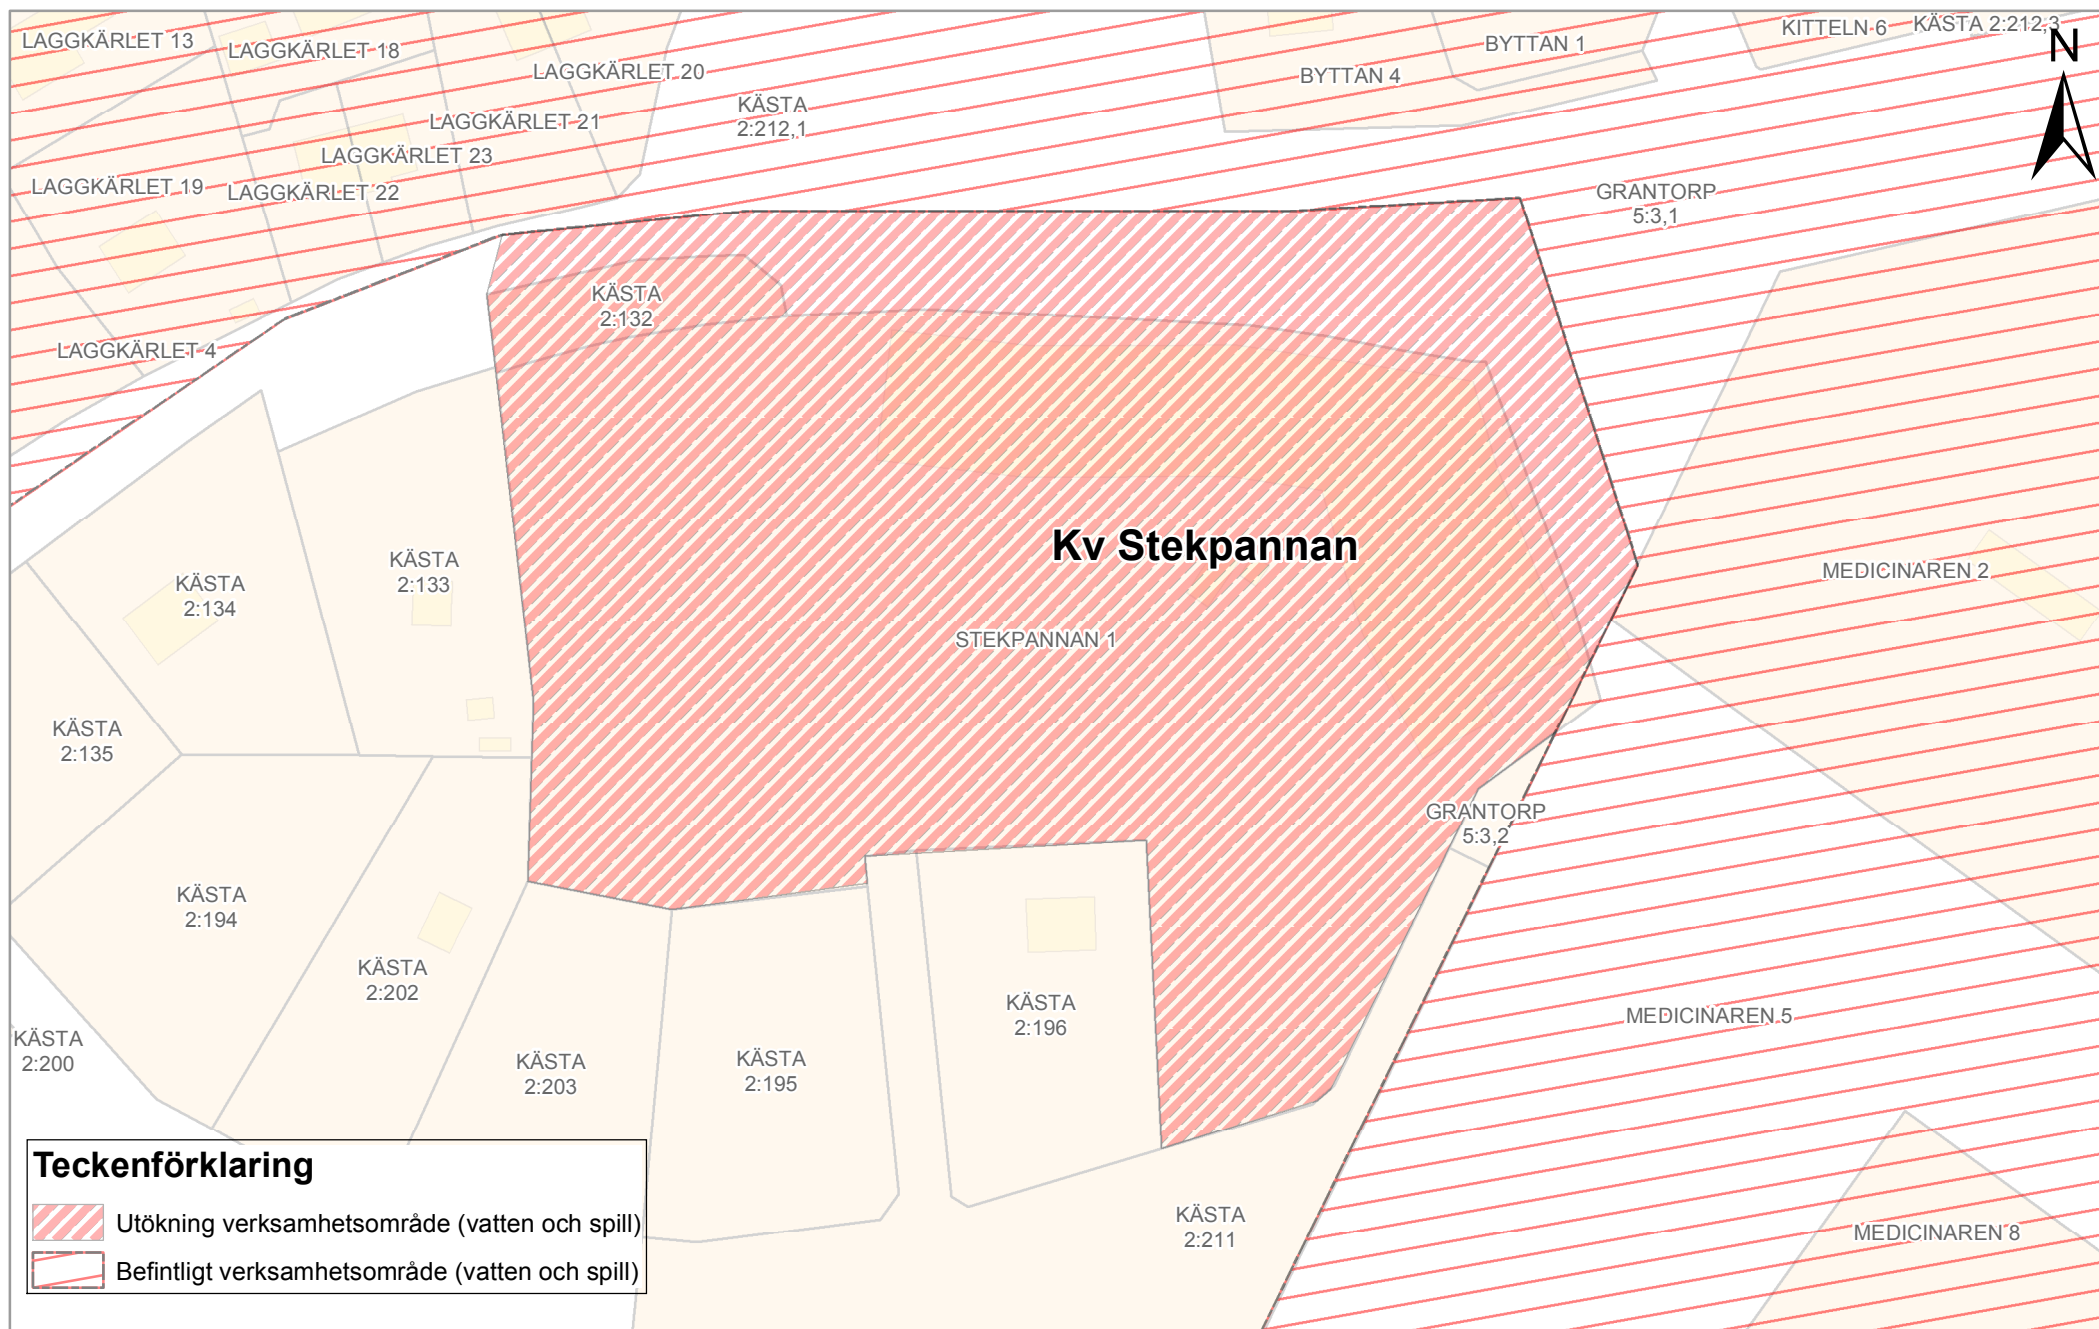 LAGGKÄRLET 13
LAGGKÄRLET 18
LAGGKÄRLET 20
KÄSTA
2:212,1
BYTTAN 4
BYTTAN 1
KITTELN 6
KÄSTA 2:212,3
N
LAGGKÄRLET 21
LAGGKÄRLET 23
LAGGKÄRLET 19
LAGGKÄRLET 22
GRANTORP
5:3,1
KÄSTA
2:132
LAGGKÄRLET 4
Kv Stekpannan
KÄSTA
2:133
KÄSTA
2:134
MEDICINAREN 2
STEKPANNAN 1
KÄSTA
2:135
GRANTORP
5:3,2
KÄSTA
2:194
KÄSTA
2:202
KÄSTA
2:196
MEDICINAREN 5
KÄSTA
2:200
KÄSTA
2:203
KÄSTA
2:195
KÄSTA
2:211
MEDICINAREN 8
Teckenförklaring
Utökning verksamhetsområde (vatten och spill)
Befintligt verksamhetsområde (vatten och spill)